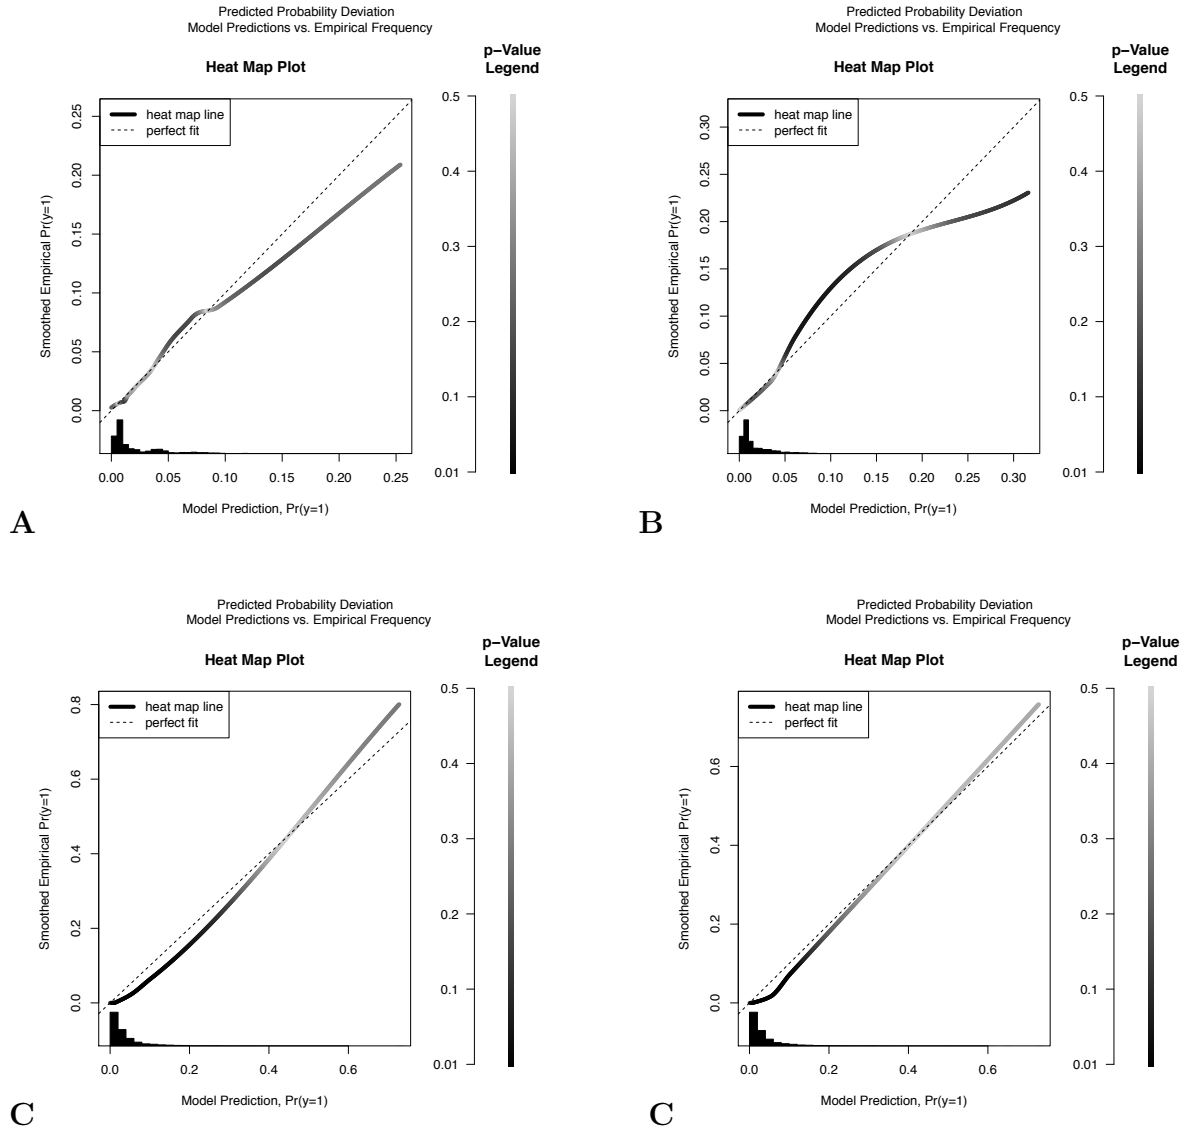 Predicted Probability Deviation
Model Predictions vs. Empirical Frequency
Heat Map Plot
p−Value
Legend
heat map line
perfect fit
Smoothed Empirical Pr(y=1)
0.00 0.05 0.10 0.15 0.20 0.25
0.00 0.05 0.10 0.15 0.20 0.25
Model Prediction, Pr(y=1)
0.5
0.4
0.3
0.2
0.1
0.01
A
Predicted Probability Deviation
Model Predictions vs. Empirical Frequency
Heat Map Plot
p−Value
Legend
heat map line
perfect fit
Smoothed Empirical Pr(y=1)
0.00 0.05 0.10 0.15 0.20 0.25 0.30
0.00 0.05 0.10 0.15 0.20 0.25 0.30
Model Prediction, Pr(y=1)
0.5
0.4
0.3
0.2
0.1
0.01
B
Predicted Probability Deviation
Model Predictions vs. Empirical Frequency
Heat Map Plot
p−Value
Legend
heat map line
perfect fit
Smoothed Empirical Pr(y=1)
0.0 0.2 0.4 0.6 0.8
0.0 0.2 0.4 0.6
Model Prediction, Pr(y=1)
0.5
0.4
0.3
0.2
0.1
0.01
C
Predicted Probability Deviation
Model Predictions vs. Empirical Frequency
Heat Map Plot
p−Value
Legend
heat map line
perfect fit
Smoothed Empirical Pr(y=1)
0.0 0.2 0.4 0.6
0.0 0.2 0.4 0.6
Model Prediction, Pr(y=1)
0.5
0.4
0.3
0.2
0.1
0.01
C